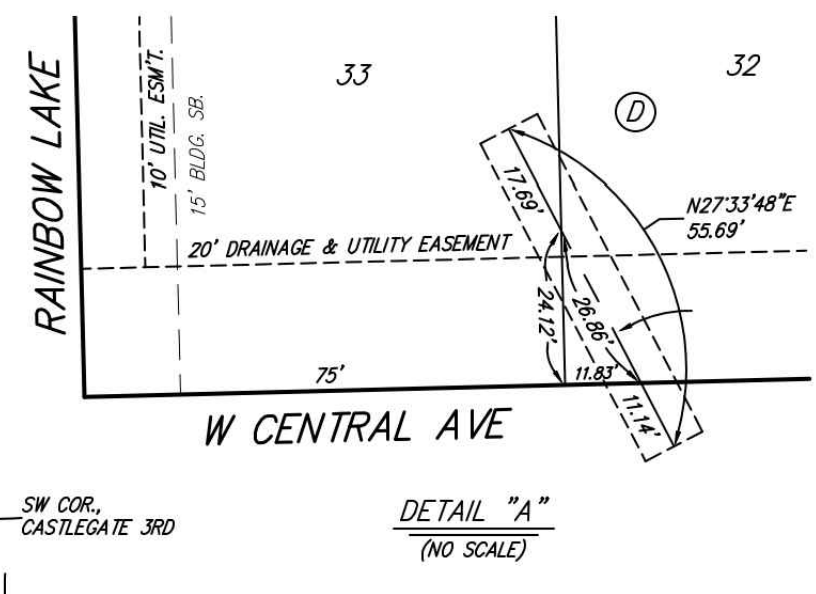 RAINBOW LAKE
10' UTIL. ESM'T.
15' BLDG. SB.
33
32
D
17.69'
N27°33'48"E
55.69'
20' DRAINAGE & UTILITY EASEMENT
24.12'
26.86'
75'
11.83'
11.14'
W CENTRAL AVE
SW COR.,
CASTLEGATE 3RD
DETAIL "A"
(NO SCALE)